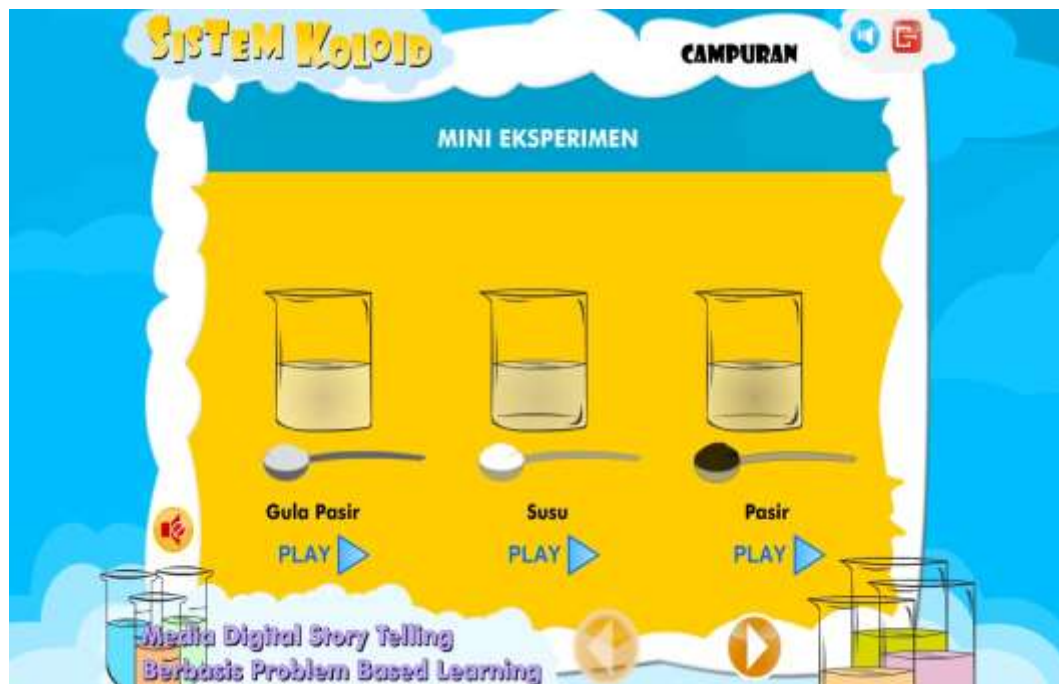 SISTEM KOLOID
CAMPURAN
MINI EKSPERIMEN
Gula Pasir
Susu
Pasir
PLAY
PLAY
PLAY
Media Digital Story Telling
Berbasis Problem Based Learning